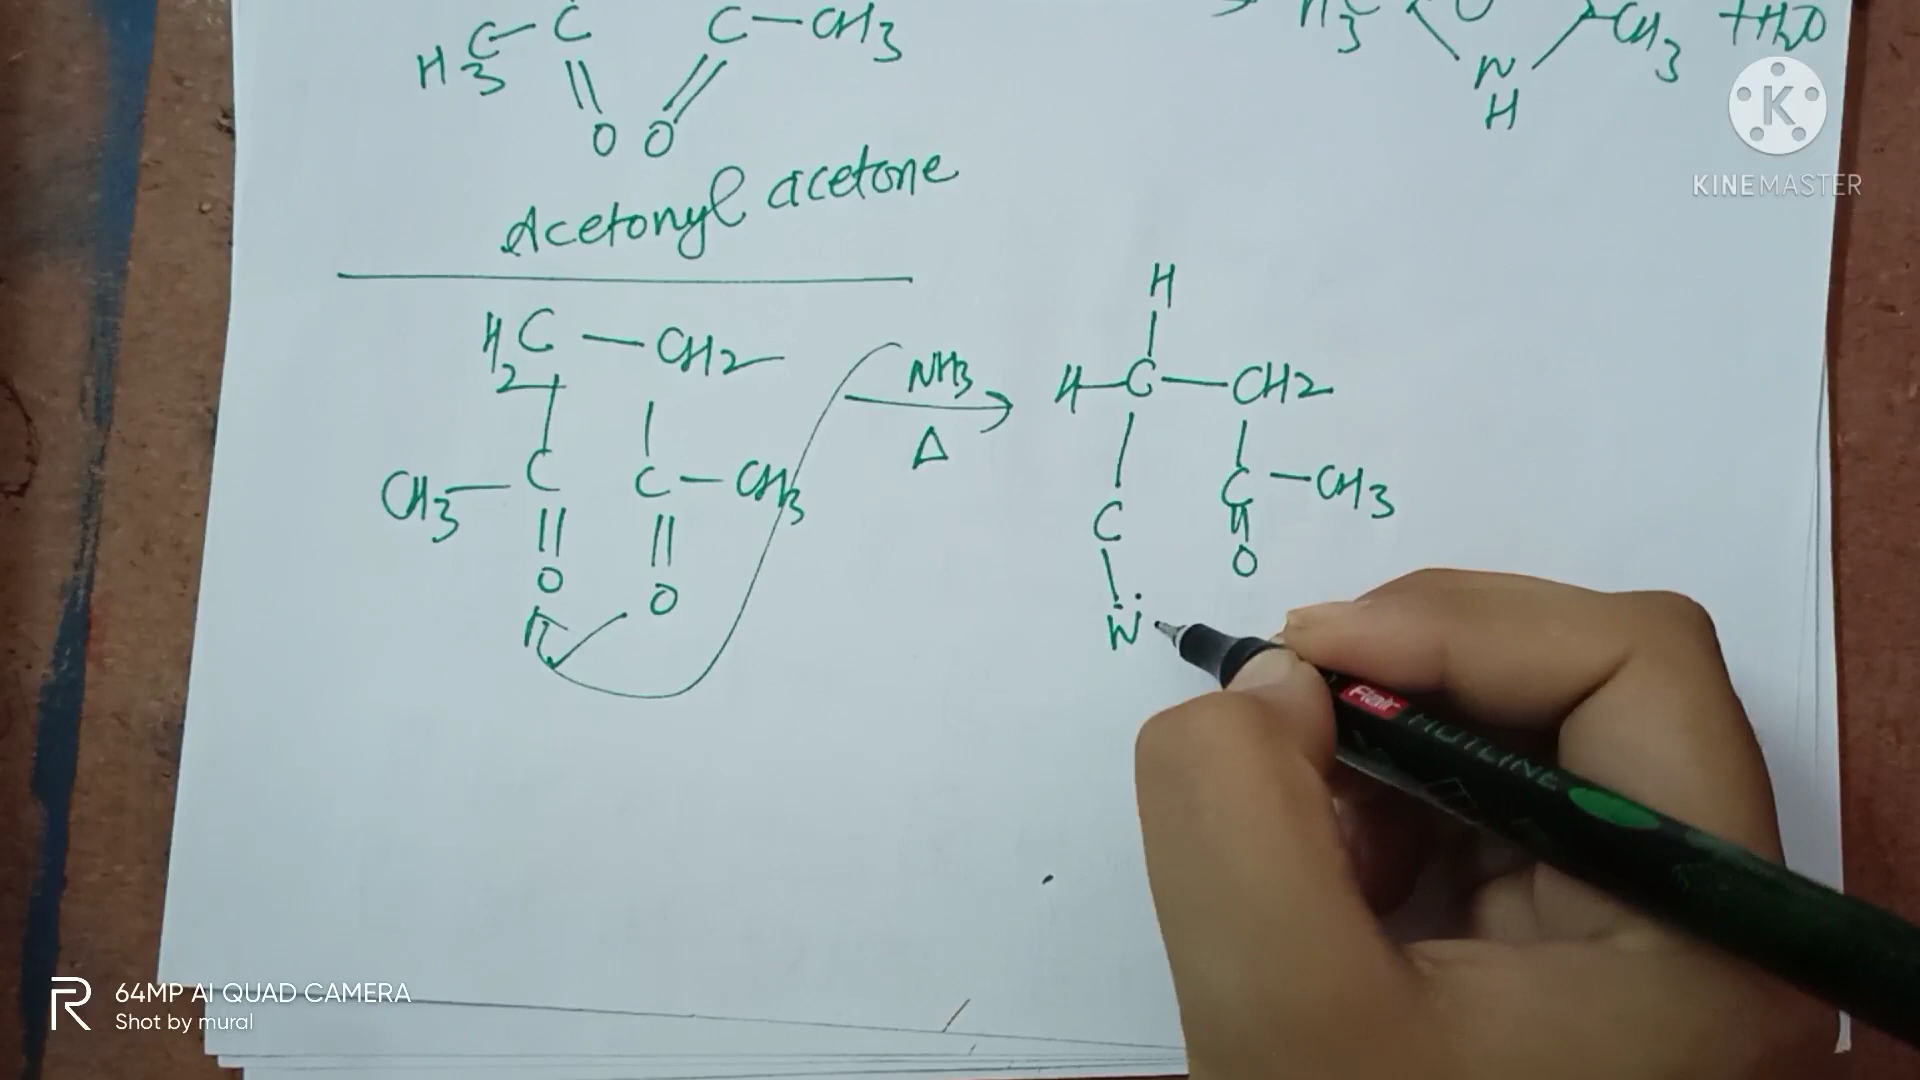 H3C-C C-CH3
O O
H3C CH3 +H2O
N
H
Acetonyl acetone
H2C-CH2
CH3-C C-CH3
O O
NH3
Δ
H
H-C-CH2
C C-CH3
O
N
KINEMASTER
Flair HOTLINE
64MP AI QUAD CAMERA
Shot by mural